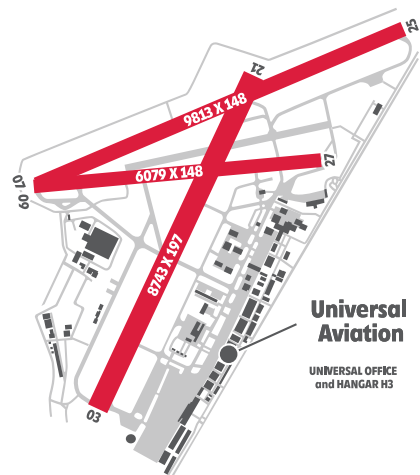 25
21
9813 X 148
27
6079 X 148
07-09
8743 X 197
Universal
Aviation
UNIVERSAL OFFICE
and HANGAR H3
03